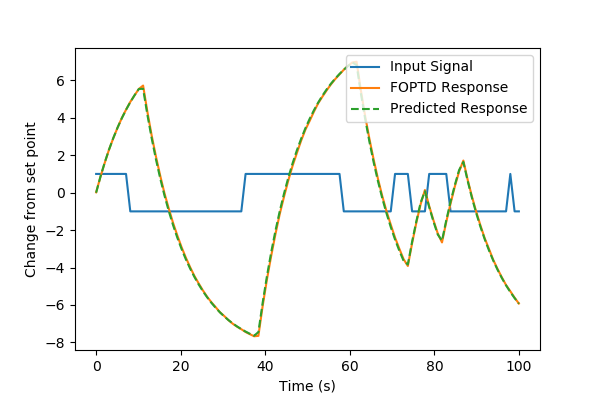 Input Signal
FOPTD Response
Predicted Response
Change from set point
6
4
2
0
−2
−4
−6
−8
0 20 40 60 80 100
Time (s)